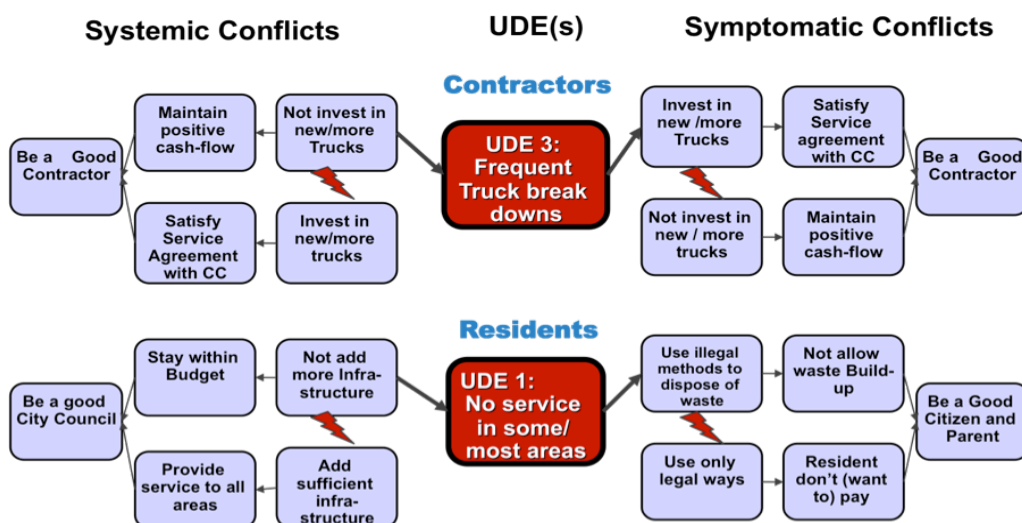 Systemic Conflicts
UDE(s)
Symptomatic Conflicts
Contractors
Be a Good
Contractor
Maintain
positive
cash-flow
Not invest in
new/more
Trucks
Satisfy
Service
Agreement
with CC
Invest in
new/more
trucks
UDE 3:
Frequent
Truck break
downs
Invest in
new /more
Trucks
Satisfy
Service
agreement
with CC
Not invest in
new / more
trucks
Maintain
positive
cash-flow
Be a Good
Contractor
Residents
Be a good
City Council
Stay within
Budget
Not add
more Infra-
structure
Provide
service to all
areas
Add
sufficient
infra-
structure
UDE 1:
No service
in some/
most areas
Use illegal
methods to
dispose of
waste
Not allow
waste Build-
up
Use only
legal ways
Resident
don't (want
to) pay
Be a Good
Citizen and
Parent